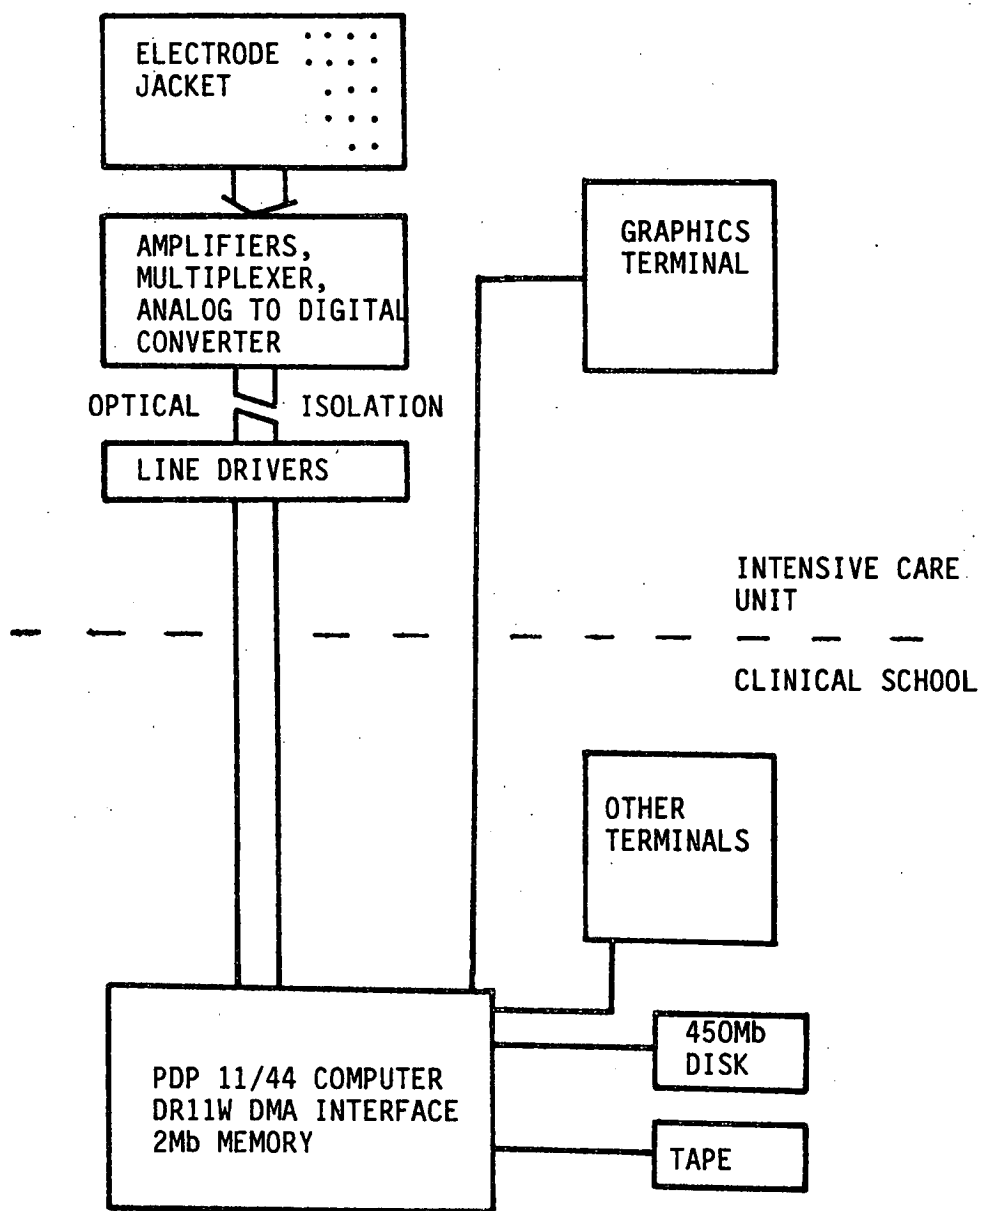 ELECTRODE
JACKET
AMPLIFIERS,
MULTIPLEXER,
ANALOG TO DIGITAL
CONVERTER
OPTICAL ISOLATION
LINE DRIVERS
GRAPHICS
TERMINAL
INTENSIVE CARE
UNIT
CLINICAL SCHOOL
OTHER
TERMINALS
450Mb
DISK
PDP 11/44 COMPUTER
DR11W DMA INTERFACE
2Mb MEMORY
TAPE